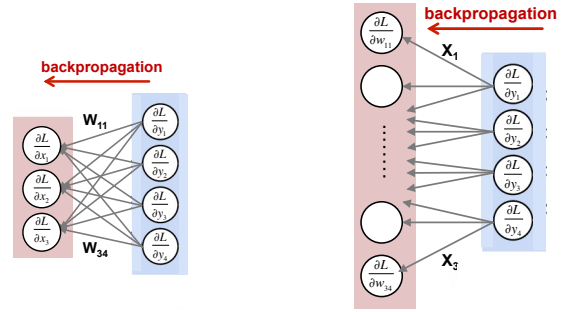 backpropagation
W11
∂L/∂x₁
∂L/∂x₂
∂L/∂x₃
∂L/∂y₁
∂L/∂y₂
∂L/∂y₃
∂L/∂y₄
W34
backpropagation
∂L/∂w₁₁
X1
∂L/∂y₁
∂L/∂y₂
∂L/∂y₃
∂L/∂y₄
X3
∂L/∂w₃₄